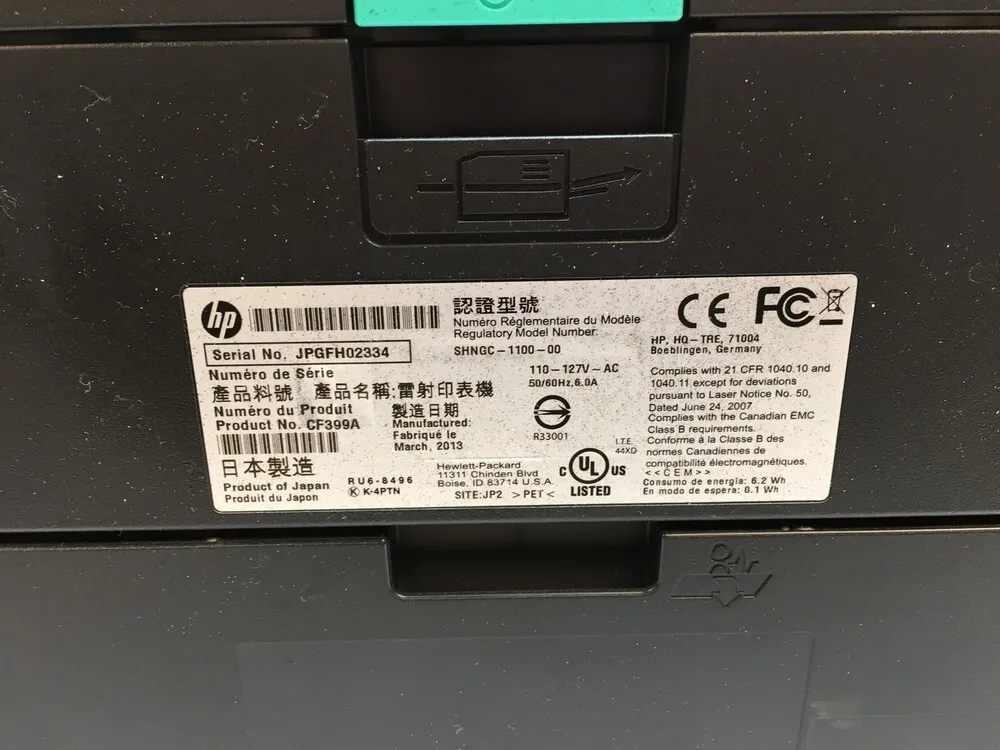 hp
認證型號
Numéro Réglementaire du Modèle
Regulatory Model Number:
SHNGC-1100-00
Serial No. JPGFH02334
Numéro de Série
產品料號 產品名稱:雷射印表機
Numéro du Produit
Product No. CF399A
製造日期
Manufactured:
Fabriqué le
March, 2013
日本製造
Product of Japan
Produit du Japon
RU6-8496
K K-4PTN
110-127V-AC
50/60Hz,6.0A
R33001
Hewlett-Packard
11311 Chinden Blvd
Boise, ID 83714 U.S.A.
SITE:JP2 >PET<
I.T.E.
44XD
C UL US
LISTED
CE FC
HP, HQ-TRE, 71004
Boeblingen, Germany
Complies with 21 CFR 1040.10 and
1040.11 except for deviations
pursuant to Laser Notice No. 50,
Dated June 24, 2007
Complies with the Canadian EMC
Class B requirements.
Conforme à la Classe B des
normes Canadiennes de
compatibilité électromagnétiques.
<<CEM>>
Consumo de energia: 6.2 Wh
En modo de espera: 0.1 Wh